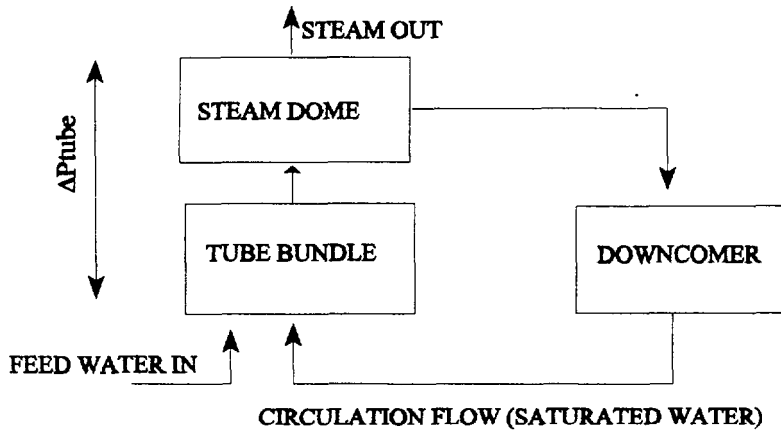 STEAM OUT
STEAM DOME
ΔPtube
TUBE BUNDLE
DOWNCOMER
FEED WATER IN
CIRCULATION FLOW (SATURATED WATER)